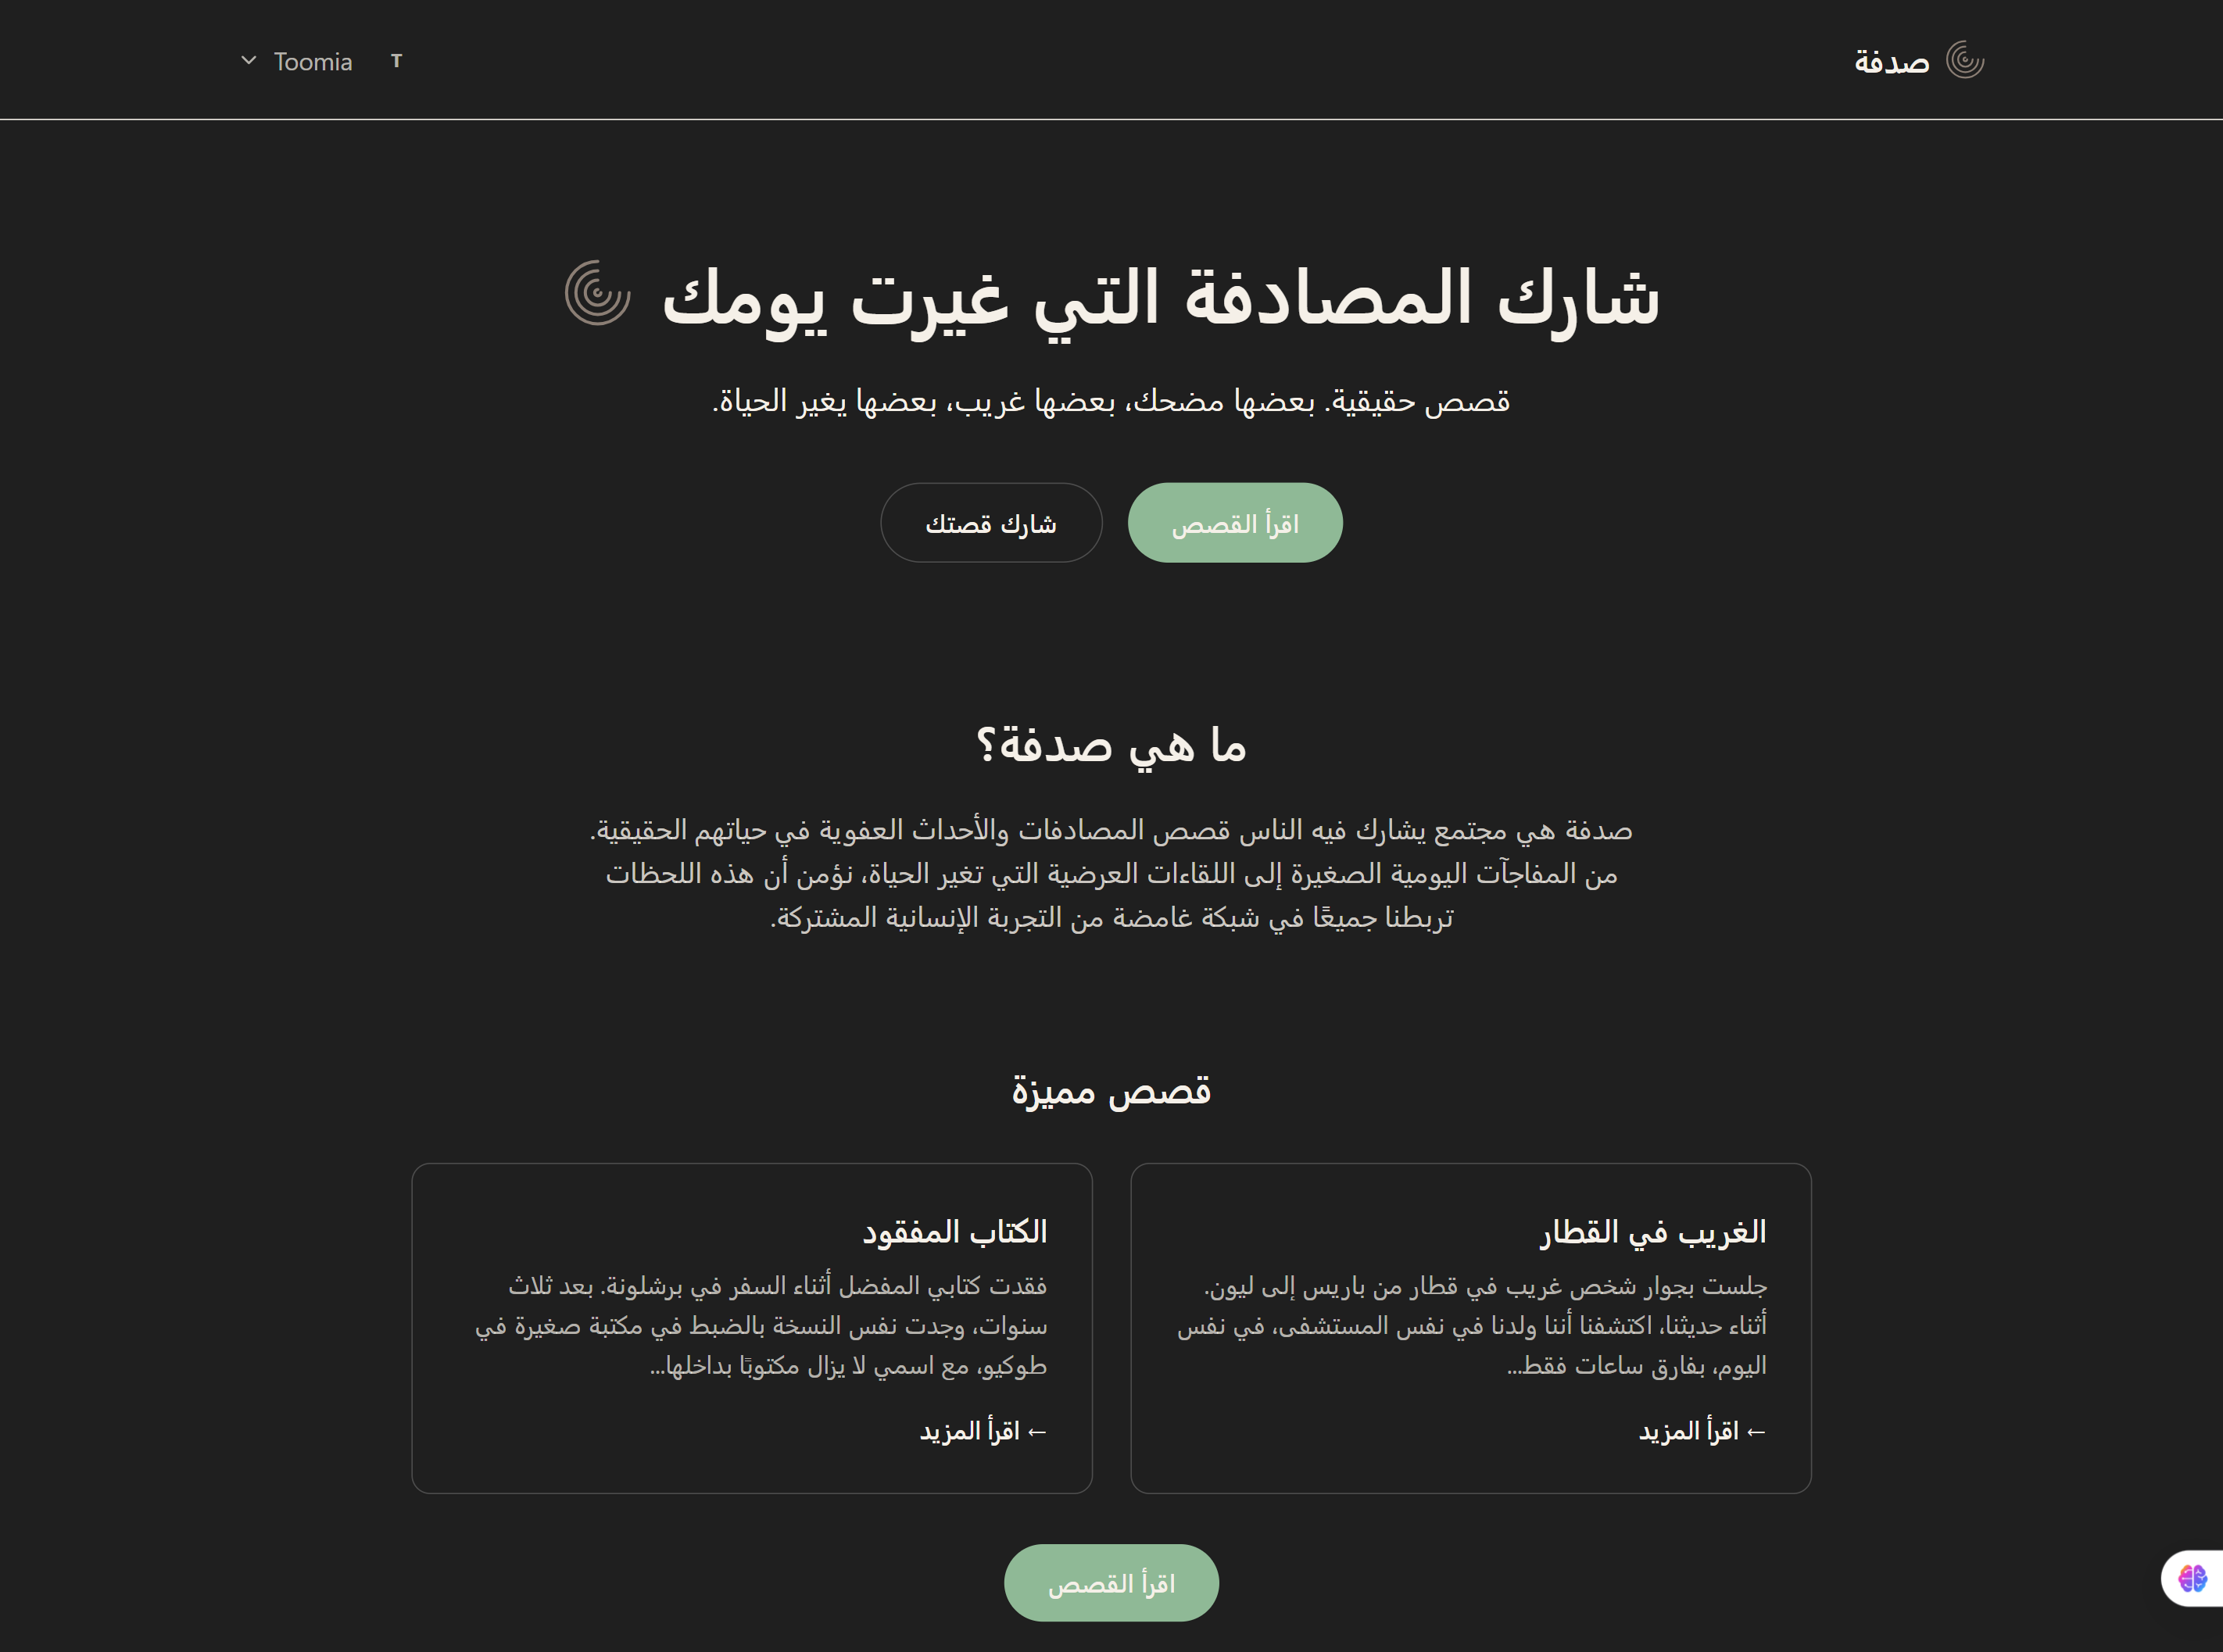 صدفة
T
Toomia
شارك المصادفة التي غيرت يومك
قصص حقيقية. بعضها مضحك، بعضها غريب، بعضها يغير الحياة.
اقرأ القصص
شارك قصتك
ما هي صدفة؟
صدفة هي مجتمع يشارك فيه الناس قصص المصادفات والأحداث العفوية في حياتهم الحقيقية.
من المفاجآت اليومية الصغيرة إلى اللقاءات العرضية التي تغير الحياة، نؤمن أن هذه اللحظات
تربطنا جميعًا في شبكة غامضة من التجربة الإنسانية المشتركة.
قصص مميزة
الغريب في القطار
جلست بجوار شخص غريب في قطار من باريس إلى ليون.
أثناء حديثنا، اكتشفنا أننا ولدنا في نفس المستشفى، في نفس
اليوم، بفارق ساعات فقط...
← اقرأ المزيد
الكتاب المفقود
فقدت كتابي المفضل أثناء السفر في برشلونة. بعد ثلاث
سنوات، وجدت نفس النسخة بالضبط في مكتبة صغيرة في
طوكيو، مع اسمي لا يزال مكتوبًا بداخلها...
← اقرأ المزيد
اقرأ القصص